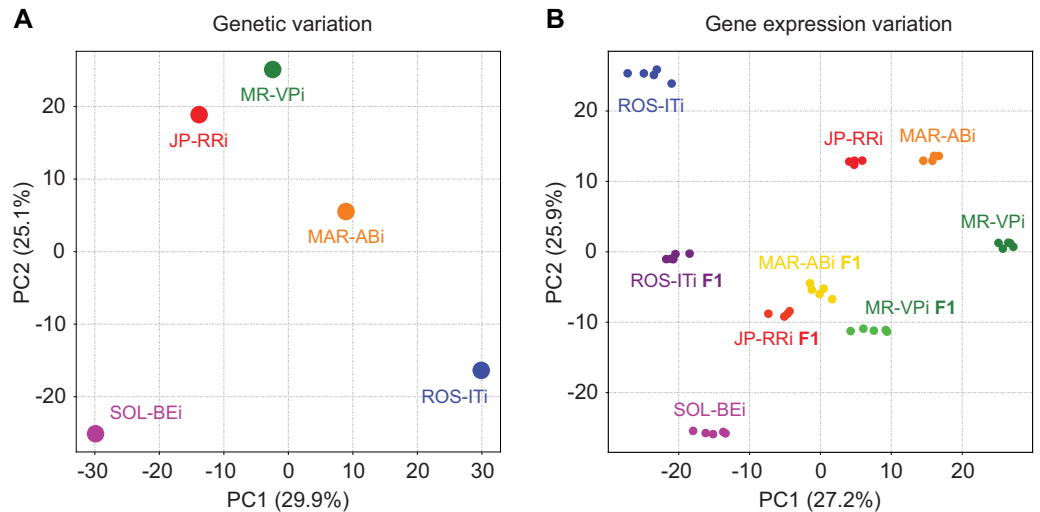 A
Genetic variation
PC2 (25.1%)
20
10
0
-10
-20
MR-VPi
JP-RRi
MAR-ABi
ROS-ITi
SOL-BEi
-30
-20
-10
0
10
20
30
PC1 (29.9%)
B
Gene expression variation
PC2 (25.9%)
20
10
0
-10
-20
ROS-ITi
JP-RRi
MAR-ABi
MR-VPi
ROS-ITi F1
MAR-ABi F1
MR-VPi F1
JP-RRi F1
SOL-BEi
-20
-10
0
10
20
PC1 (27.2%)